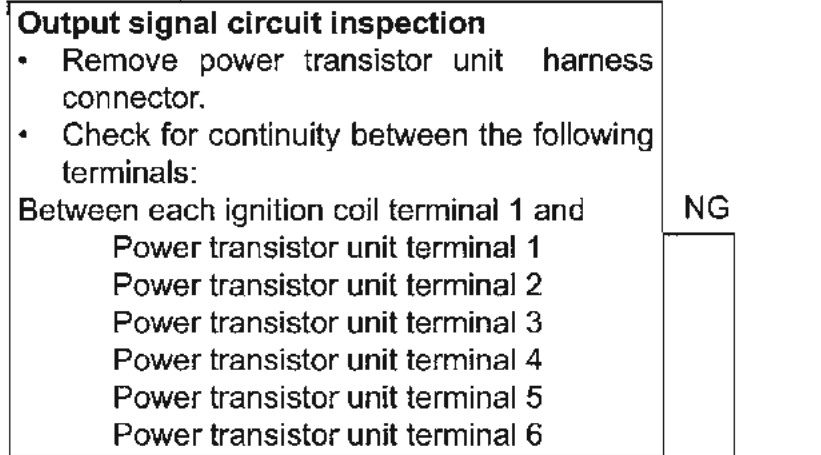 Output signal circuit inspection
• Remove power transistor unit harness
connector.
• Check for continuity between the following
terminals:
Between each ignition coil terminal 1 and
NG
Power transistor unit terminal 1
Power transistor unit terminal 2
Power transistor unit terminal 3
Power transistor unit terminal 4
Power transistor unit terminal 5
Power transistor unit terminal 6